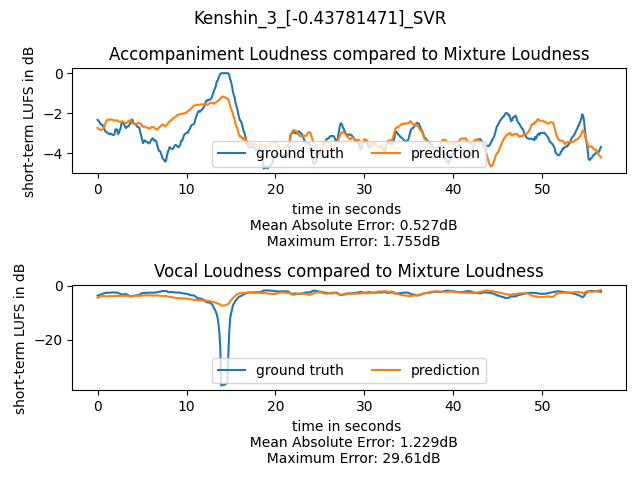 Kenshin_3_[-0.43781471]_SVR
Accompaniment Loudness compared to Mixture Loudness
short-term LUFS in dB
0
−2
−4
ground truth
prediction
0 10 20 30 40 50
time in seconds
Mean Absolute Error: 0.527dB
Maximum Error: 1.755dB
Vocal Loudness compared to Mixture Loudness
short-term LUFS in dB
0
−20
ground truth
prediction
0 10 20 30 40 50
time in seconds
Mean Absolute Error: 1.229dB
Maximum Error: 29.61dB